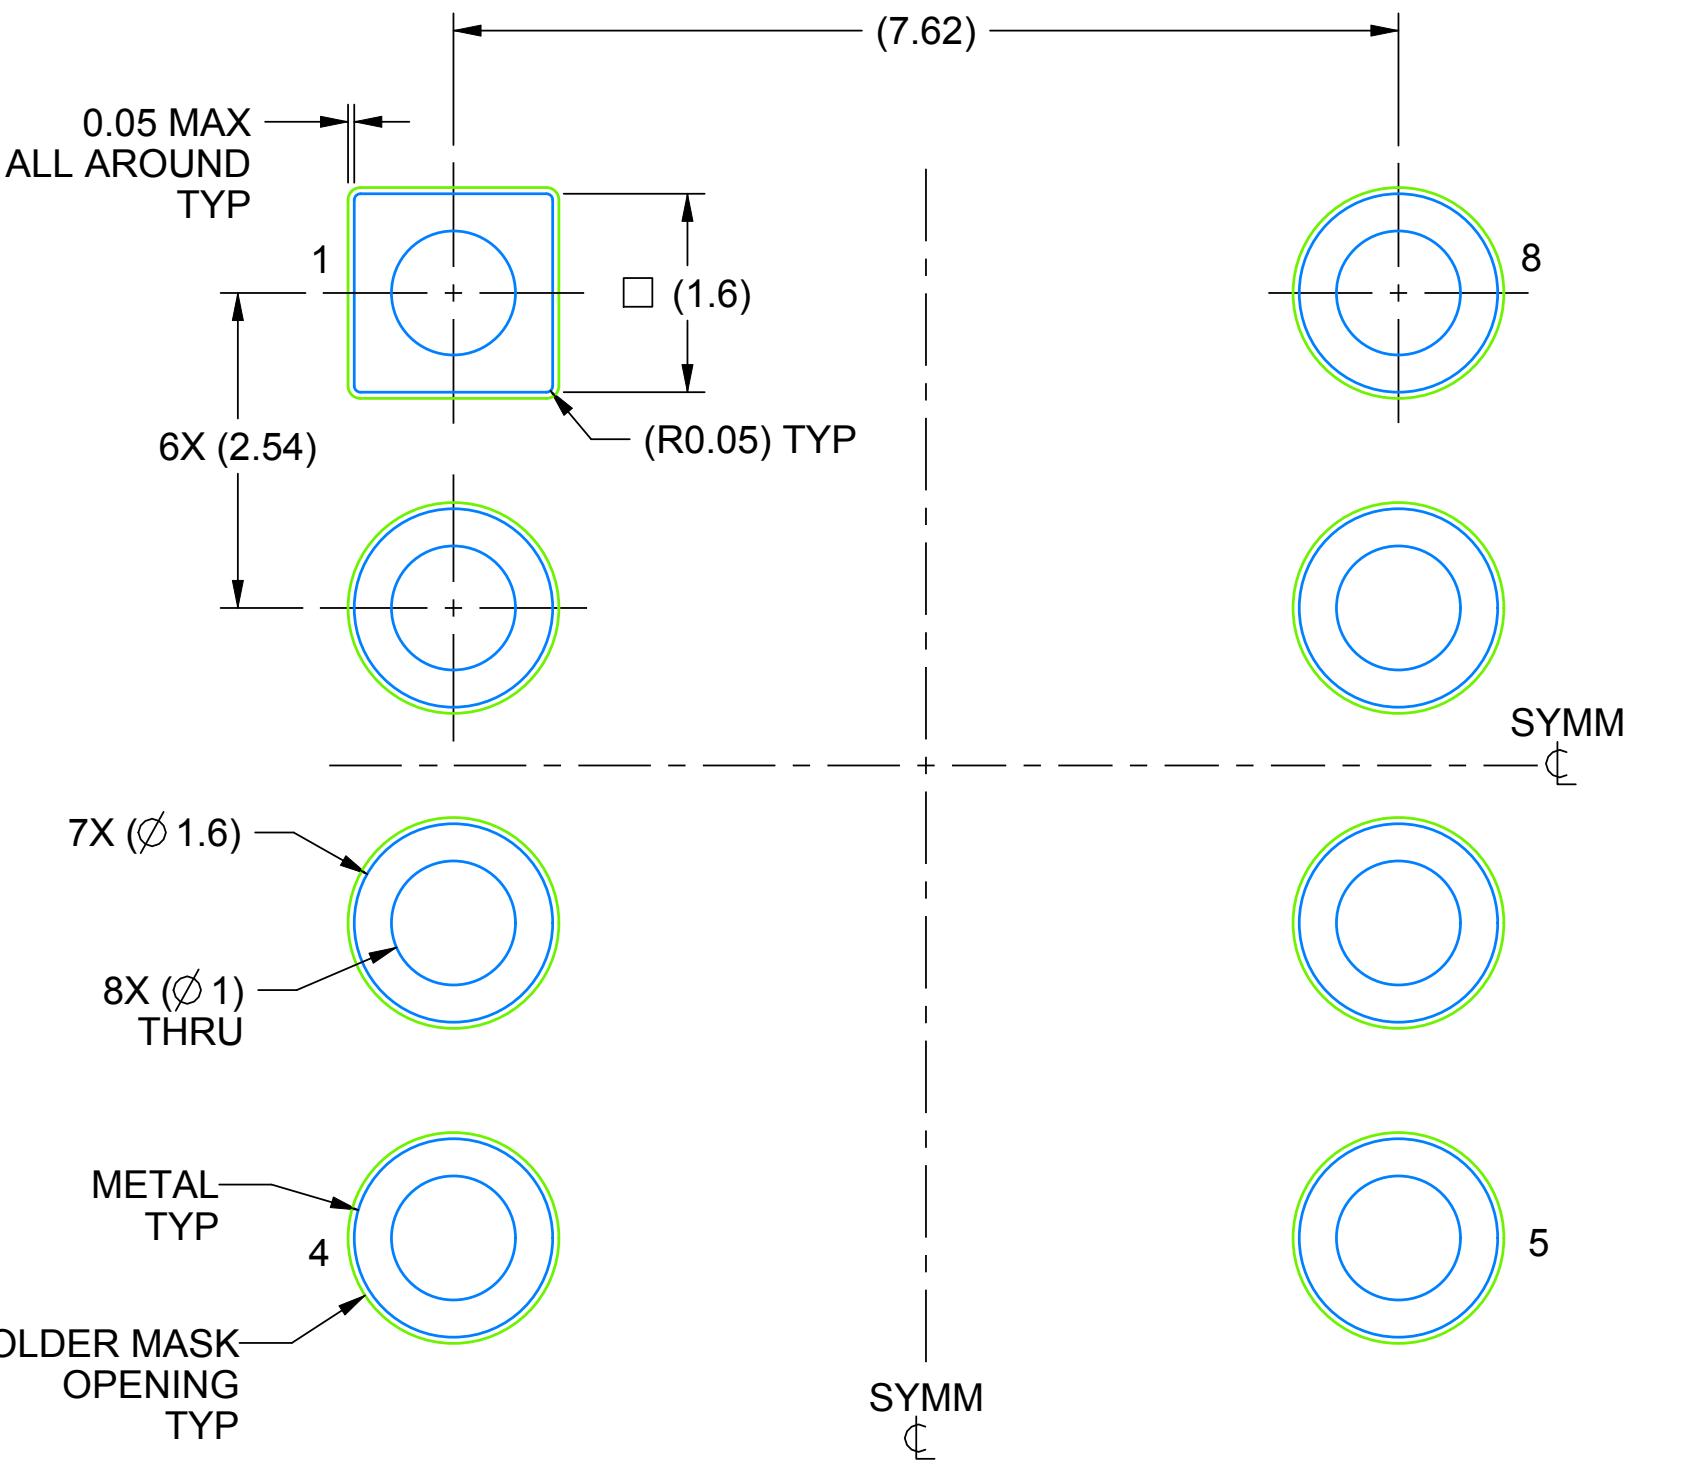 (7.62)
0.05 MAX
ALL AROUND
TYP
1
8
(1.6)
6X (2.54)
(R0.05) TYP
SYMM
7X (∅ 1.6)
8X (∅ 1)
THRU
METAL
TYP
4
5
OLDER MASK
OPENING
TYP
SYMM